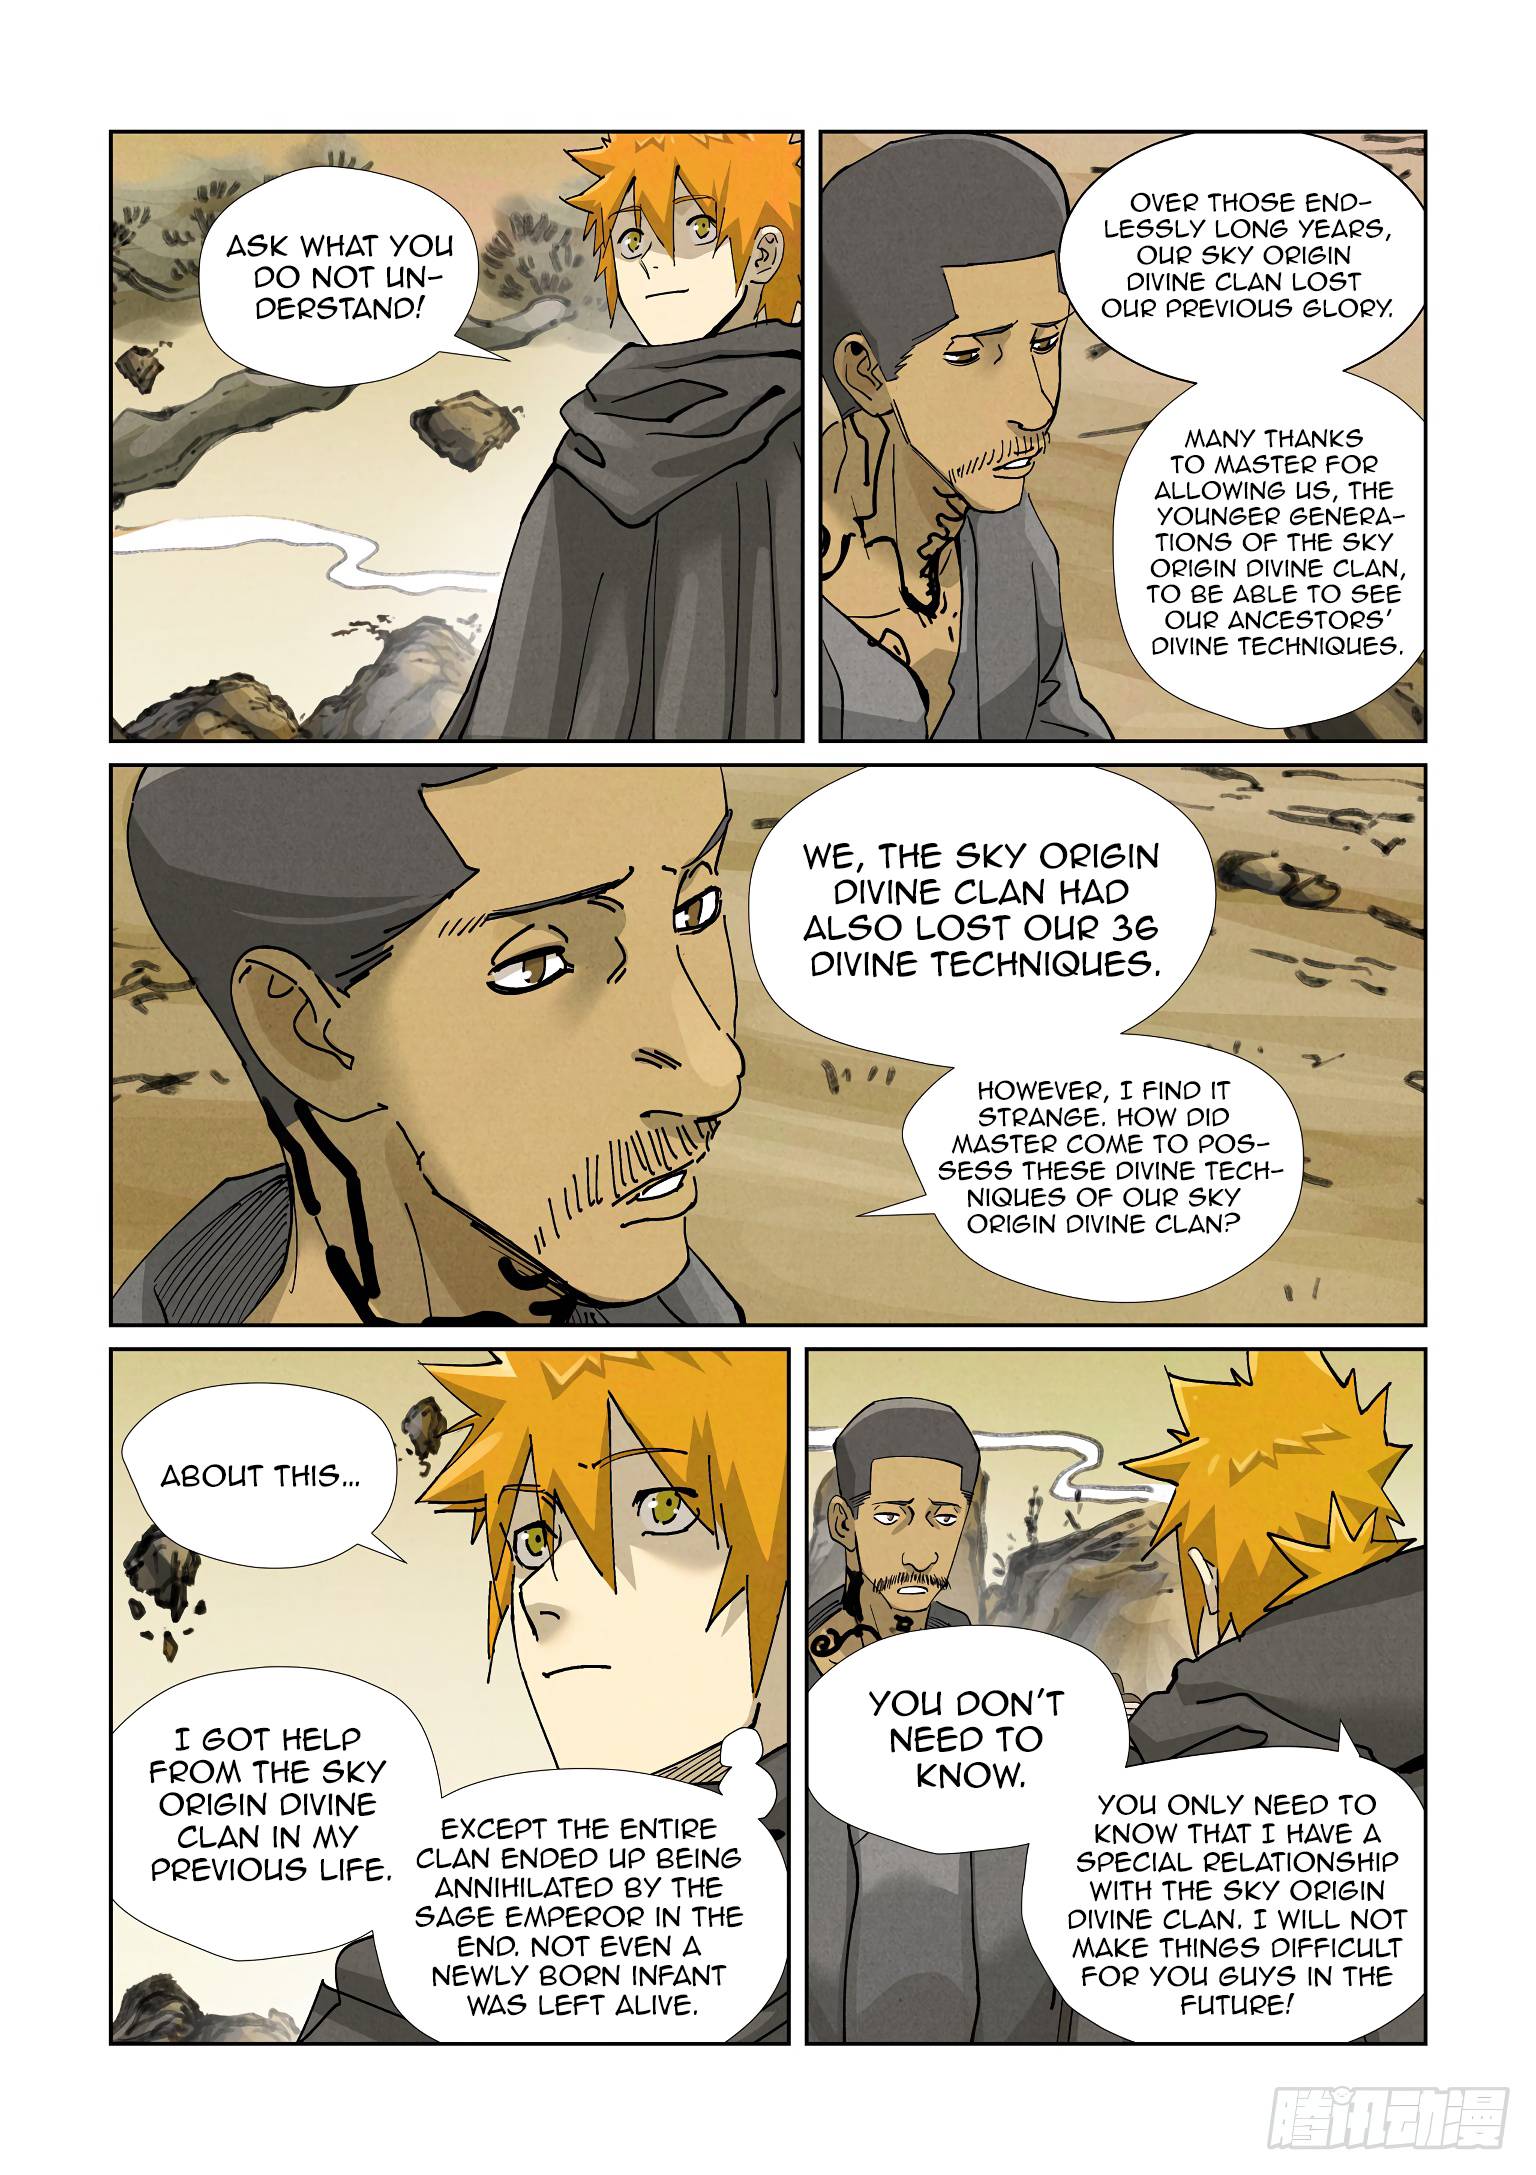 ASK WHAT YOU
DO NOT UN-
DERSTAND!
OVER THOSE END-
LESSLY LONG YEARS,
OUR SKY ORIGIN
DIVINE CLAN LOST
OUR PREVIOUS GLORY.
MANY THANKS
TO MASTER FOR
ALLOWING US, THE
YOUNGER GENERA-
TIONS OF THE SKY
ORIGIN DIVINE CLAN,
TO BE ABLE TO SEE
OUR ANCESTORS'
DIVINE TECHNIQUES.
WE, THE SKY ORIGIN
DIVINE CLAN HAD
ALSO LOST OUR 36
DIVINE TECHNIQUES.
HOWEVER, I FIND IT
STRANGE. HOW DID
MASTER COME TO POS-
SESS THESE DIVINE TECH-
NIQUES OF OUR SKY
ORIGIN DIVINE CLAN?
ABOUT THIS...
I GOT HELP
FROM THE SKY
ORIGIN DIVINE
CLAN IN MY
PREVIOUS LIFE.
EXCEPT THE ENTIRE
CLAN ENDED UP BEING
ANNIHILATED BY THE
SAGE EMPEROR IN THE
END. NOT EVEN A
NEWLY BORN INFANT
WAS LEFT ALIVE.
YOU DON'T
NEED TO
KNOW.
YOU ONLY NEED TO
KNOW THAT I HAVE A
SPECIAL RELATIONSHIP
WITH THE SKY ORIGIN
DIVINE CLAN. I WILL NOT
MAKE THINGS DIFFICULT
FOR YOU GUYS IN THE
FUTURE!
腾讯动漫